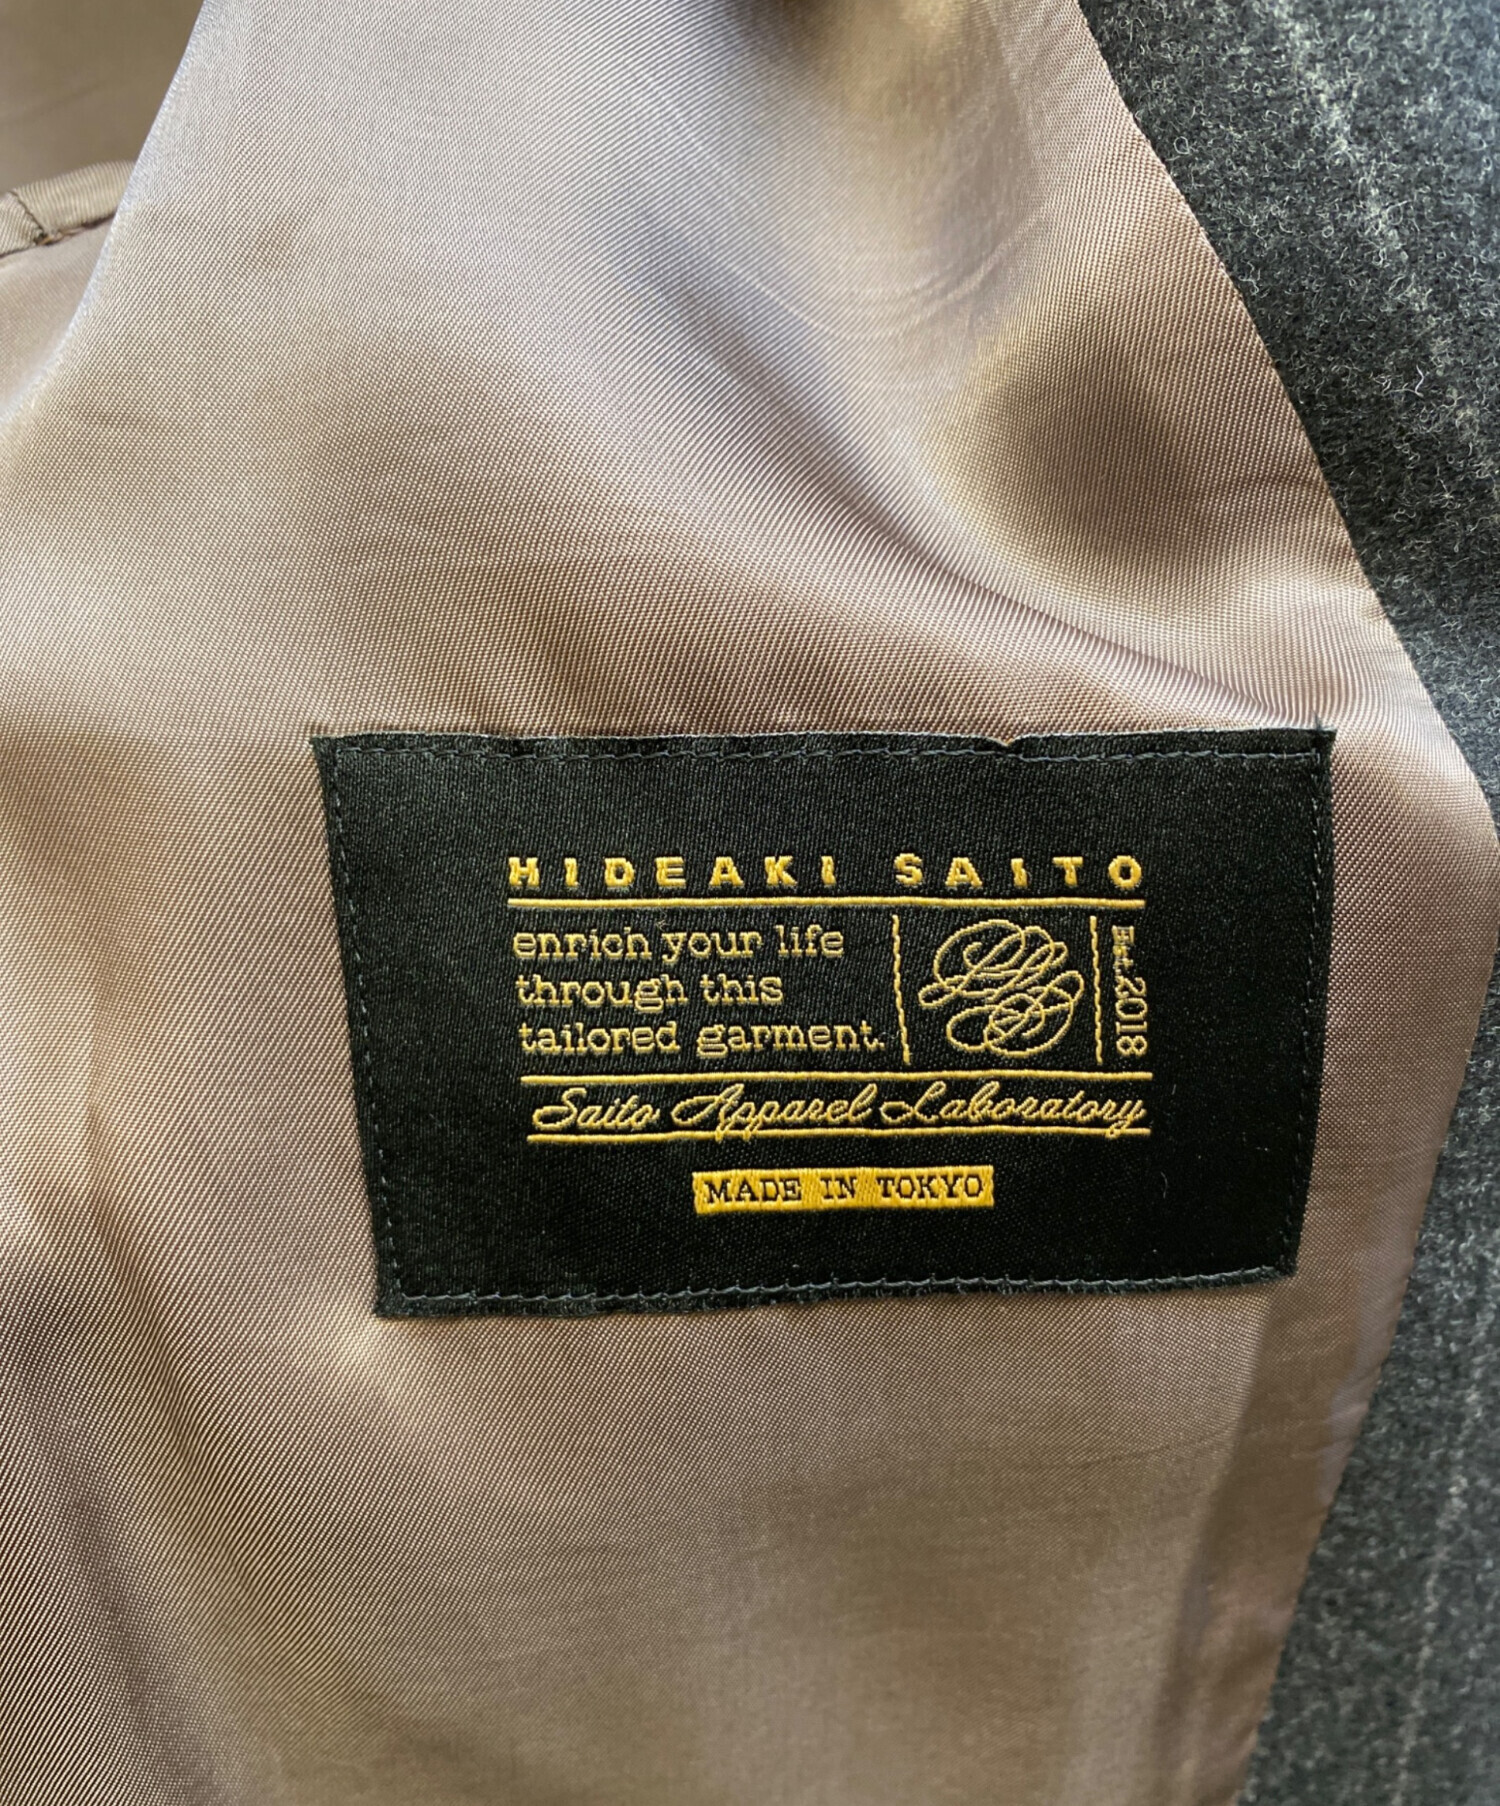 HIDEAKI SAITO
enrich your life
through this
tailored garment.
Est.2018
Saito Apparel Laboratory
MADE IN TOKYO